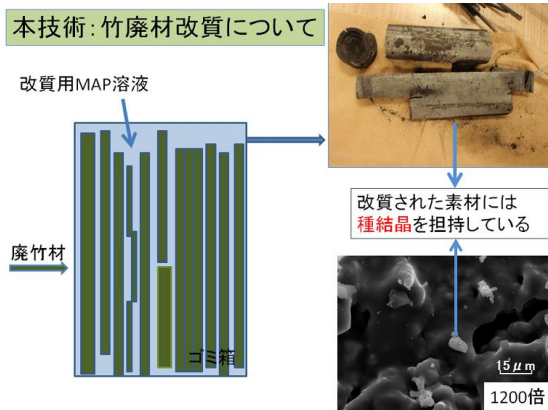 本技術：竹廃材改質について
改質用MAP溶液
廃竹材
ゴミ箱
改質された素材には
種結晶を担持している
15μm
1200倍